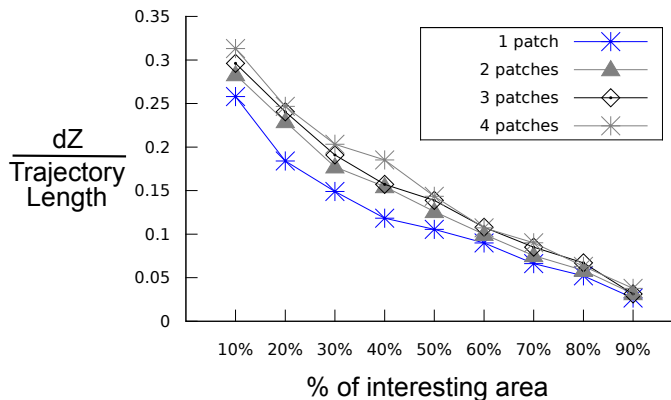 0.35
0.3
0.25
0.2
0.15
0.1
0.05
0
dZ
Trajectory
Length
1 patch
2 patches
3 patches
4 patches
10% 20% 30% 40% 50% 60% 70% 80% 90%
% of interesting area